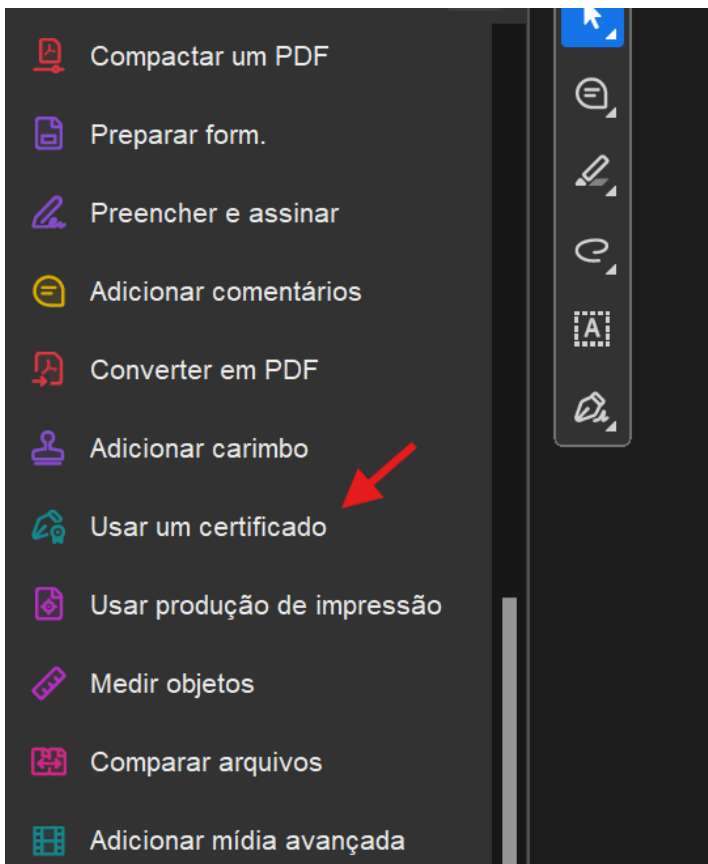 Compactar um PDF
Preparar form.
Preencher e assinar
Adicionar comentários
Converter em PDF
Adicionar carimbo
Usar um certificado
Usar produção de impressão
Medir objetos
Comparar arquivos
Adicionar mídia avançada
A